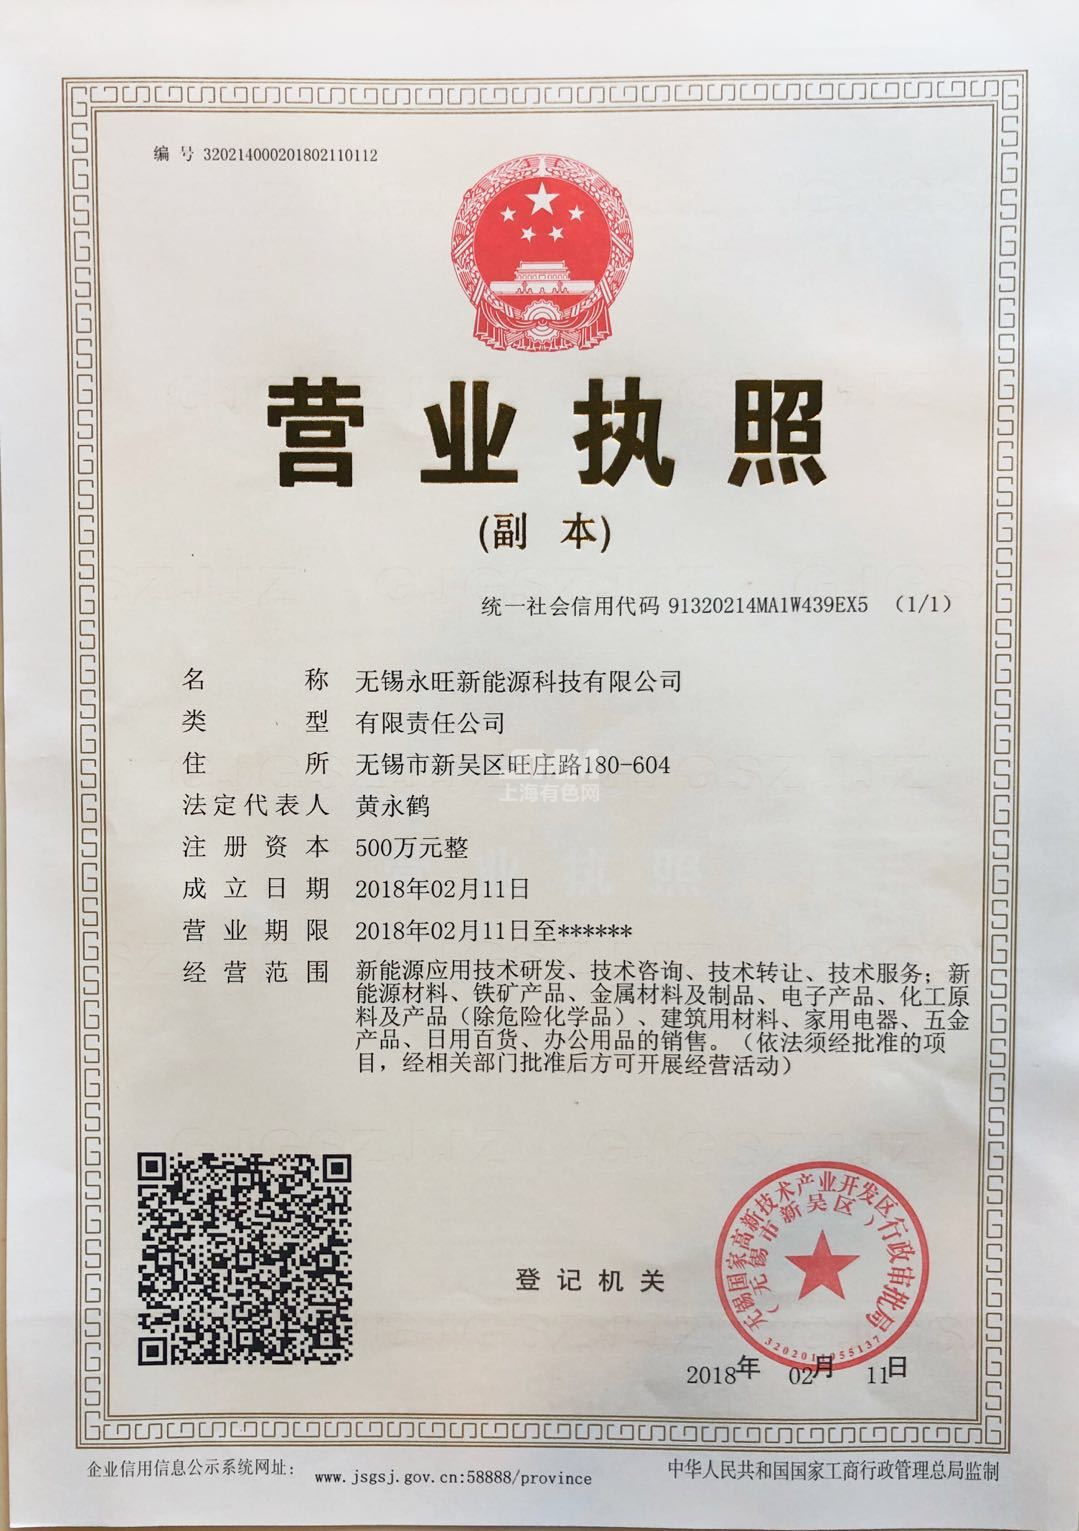 编 号 320214000201802110112
营业执照
(副 本)
统一社会信用代码 91320214MA1W439EX5 (1/1)
名称 无锡永旺新能源科技有限公司
类型 有限责任公司
住所 无锡市新吴区旺庄路180-604
上海有色网
法定代表人 黄永鹤
注册资本 500万元整
成立日期 2018年02月11日
营业期限 2018年02月11日至******
经营范围 新能源应用技术研发、技术咨询、技术转让、技术服务；新
能源材料、铁矿产品、金属材料及制品、电子产品、化工原
料及产品（除危险化学品）、建筑用材料、家用电器、五金
产品、日用百货、办公用品的销售。（依法须经批准的项
目，经相关部门批准后方可开展经营活动）
无锡国家高新技术产业开发区行政审批局
（无锡市新吴区）
登记机关
2018年 02月 11日
企业信用信息公示系统网址： www.jsgsj.gov.cn:58888/province
中华人民共和国国家工商行政管理总局监制